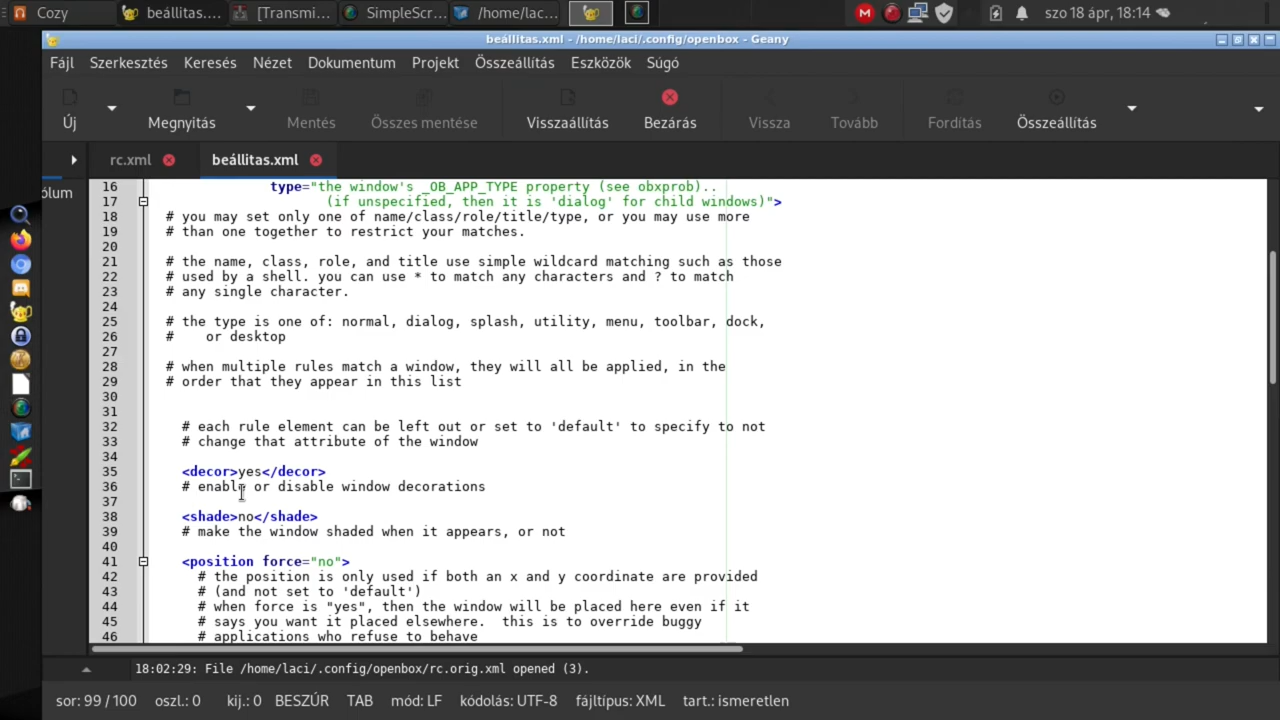 Cozy
beállitas....
[Transmi...
SimpleScr...
/home/lac...
szo 18 ápr, 18:14
beállitas.xml - /home/laci/.config/openbox - Geany
Fájl Szerkesztés Keresés Nézet Dokumentum Projekt Összeállítás Eszközök Súgó
Új Megnyitás Mentés Összes mentése Visszaállítás Bezárás Vissza Tovább Fordítás Összeállítás
rc.xml beállitas.xml
ólum
16 type="the window's _OB_APP_TYPE property (see obxprob)..
17 (if unspecified, then it is 'dialog' for child windows)">
18 # you may set only one of name/class/role/title/type, or you may use more
19 # than one together to restrict your matches.
20
21 # the name, class, role, and title use simple wildcard matching such as those
22 # used by a shell. you can use * to match any characters and ? to match
23 # any single character.
24
25 # the type is one of: normal, dialog, splash, utility, menu, toolbar, dock,
26 # or desktop
27
28 # when multiple rules match a window, they will all be applied, in the
29 # order that they appear in this list
30
31
32 # each rule element can be left out or set to 'default' to specify to not
33 # change that attribute of the window
34
35 <decor>yes</decor>
36 # enable or disable window decorations
37
38 <shade>no</shade>
39 # make the window shaded when it appears, or not
40
41 <position force="no">
42 # the position is only used if both an x and y coordinate are provided
43 # (and not set to 'default')
44 # when force is "yes", then the window will be placed here even if it
45 # says you want it placed elsewhere.  this is to override buggy
46 # applications who refuse to behave
18:02:29: File /home/laci/.config/openbox/rc.orig.xml opened (3).
sor: 99 / 100 oszl.: 0 kij.: 0 BESZÚR TAB mód: LF kódolás: UTF-8 fájltípus: XML tart.: ismeretlen